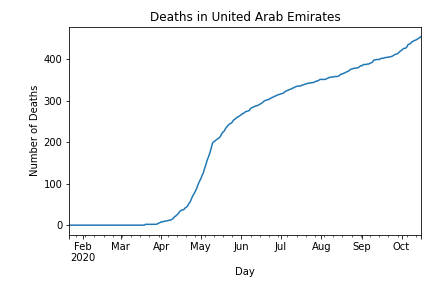 Deaths in United Arab Emirates
Number of Deaths
400
300
200
100
0
Feb Mar Apr May Jun Jul Aug Sep Oct
2020
Day